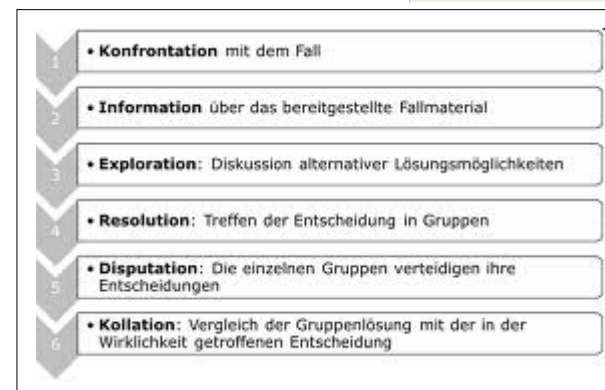 1
• Konfrontation mit dem Fall
2
• Information über das bereitgestellte Fallmaterial
3
• Exploration: Diskussion alternativer Lösungsmöglichkeiten
4
• Resolution: Treffen der Entscheidung in Gruppen
5
• Disputation: Die einzelnen Gruppen verteidigen ihre
Entscheidungen
6
• Kollation: Vergleich der Gruppenlösung mit der in der
Wirklichkeit getroffenen Entscheidung